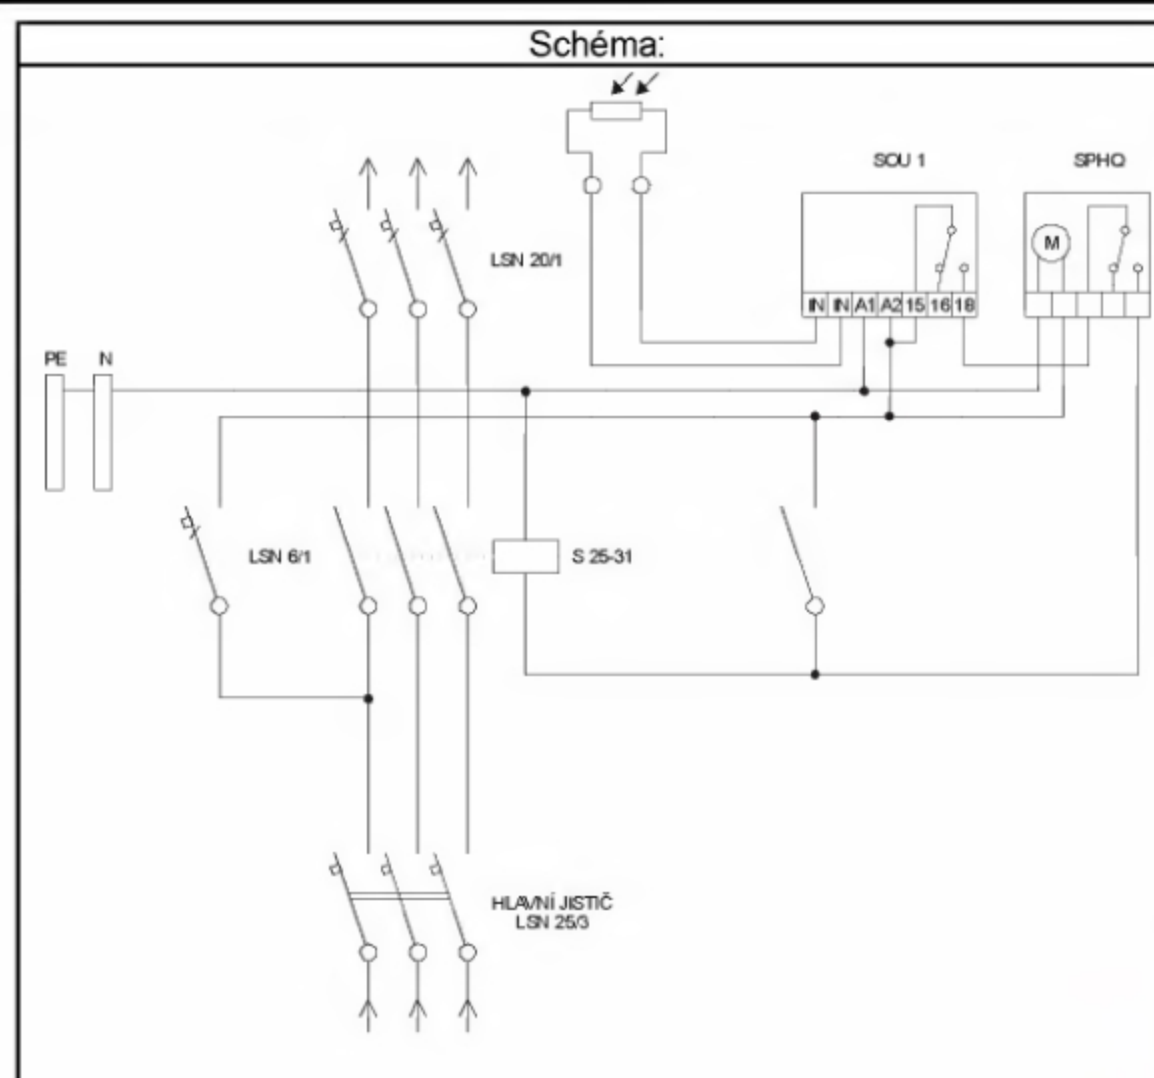 Schéma:
SOU 1
SPHQ
M
LSN 20/1
IN IN A1 A2 15 16 18
PE N
LSN 6/1
S 25-31
HLAVNÍ JISTIČ
LSN 25/3